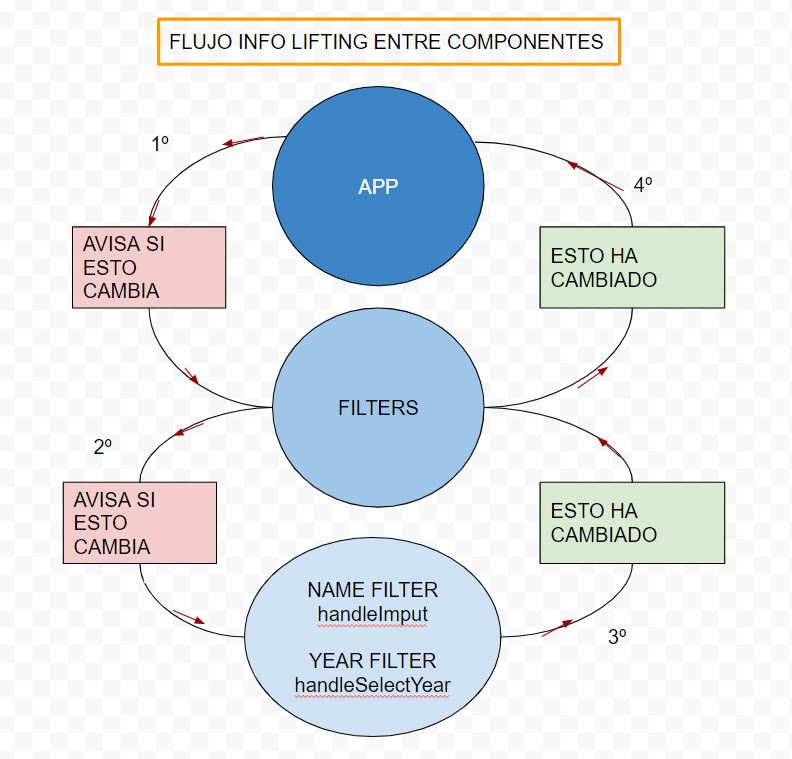 FLUJO INFO LIFTING ENTRE COMPONENTES
1º
APP
4º
AVISA SI
ESTO
CAMBIA
ESTO HA
CAMBIADO
FILTERS
2º
AVISA SI
ESTO
CAMBIA
ESTO HA
CAMBIADO
NAME FILTER
handleImput
YEAR FILTER
handleSelectYear
3º